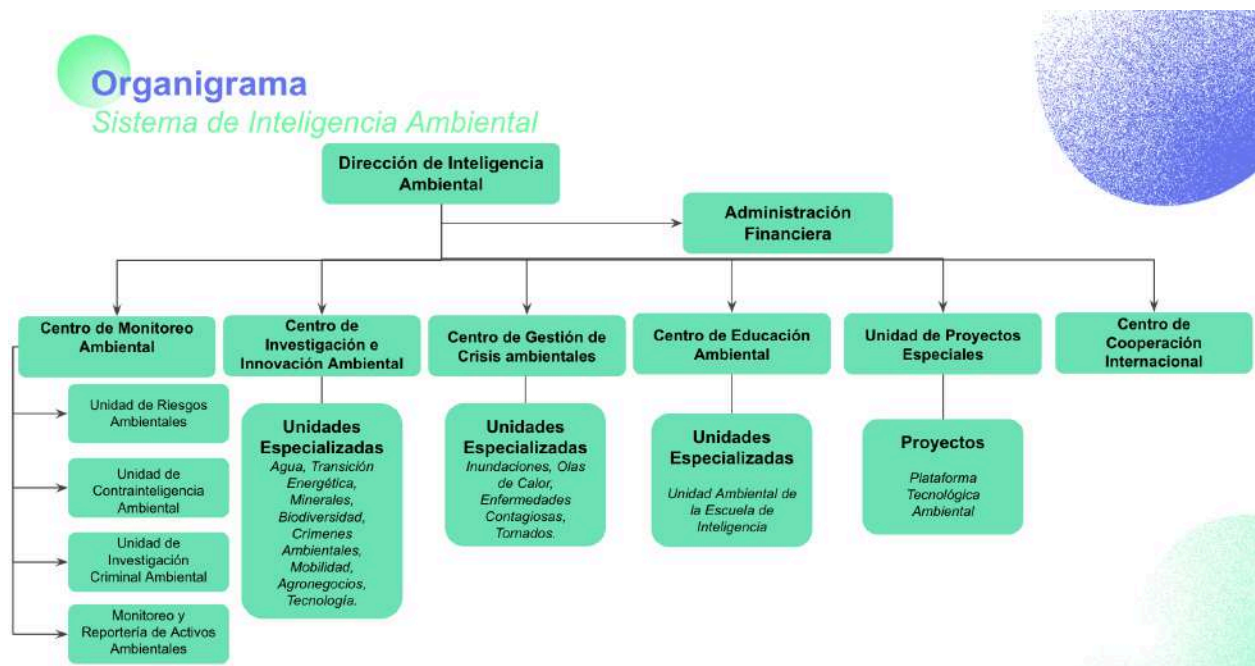 Organigrama
Sistema de Inteligencia Ambiental
Dirección de Inteligencia
Ambiental
Administración
Financiera
Centro de Monitoreo
Ambiental
Unidad de Riesgos
Ambientales
Unidad de
Contrainteligencia
Ambiental
Unidad de
Investigación
Criminal Ambiental
Monitoreo y
Reportería de Activos
Ambientales
Centro de
Investigación e
Innovación Ambiental
Unidades
Especializadas
Agua, Transición
Energética,
Minerales,
Biodiversidad,
Crímenes
Ambientales,
Mobilidad,
Agronegocios,
Tecnología.
Centro de Gestión de
Crisis ambientales
Unidades
Especializadas
Inundaciones, Olas
de Calor,
Enfermedades
Contagiosas,
Tornados.
Centro de Educación
Ambiental
Unidades
Especializadas
Unidad Ambiental de
la Escuela de
Inteligencia
Unidad de Proyectos
Especiales
Proyectos
Plataforma
Tecnológica
Ambiental
Centro de
Cooperación
Internacional